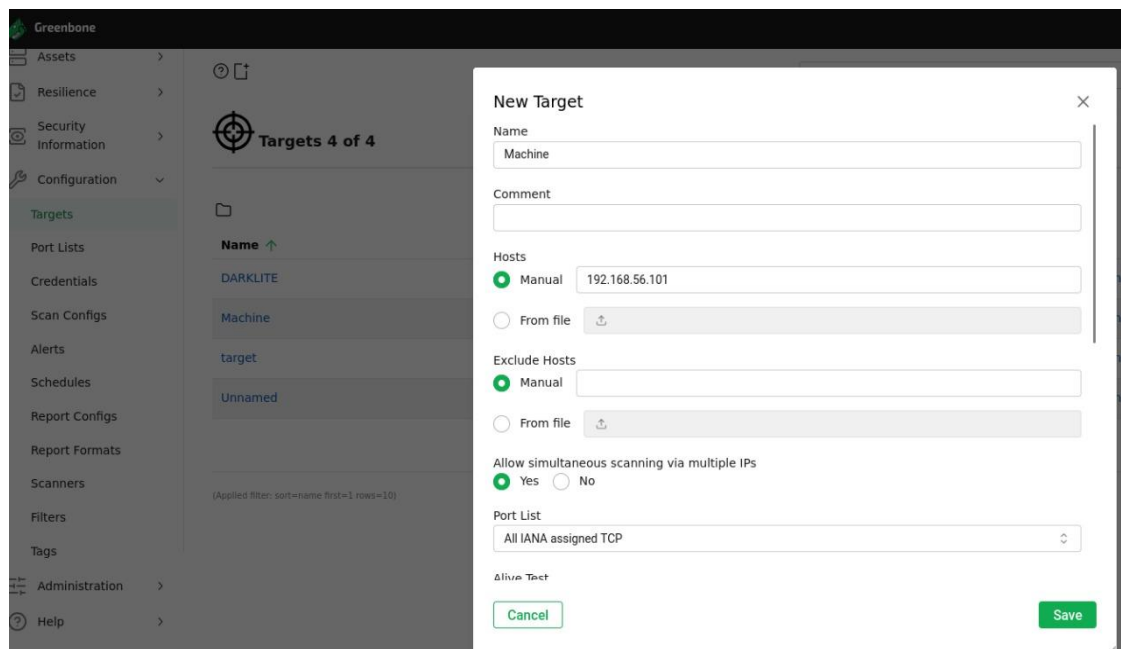 Greenbone
Assets
Resilience
Security
Information
Configuration
Targets
Port Lists
Credentials
Scan Configs
Alerts
Schedules
Report Configs
Report Formats
Scanners
Filters
Tags
Administration
Help
Targets 4 of 4
Name
DARKLITE
Machine
target
Unnamed
(Applied filter: sort=name first=1 rows=10)
New Target
Name
Machine
Comment
Hosts
Manual 192.168.56.101
From file
Exclude Hosts
Manual
From file
Allow simultaneous scanning via multiple IPs
Yes No
Port List
All IANA assigned TCP
Alive Test
Cancel Save